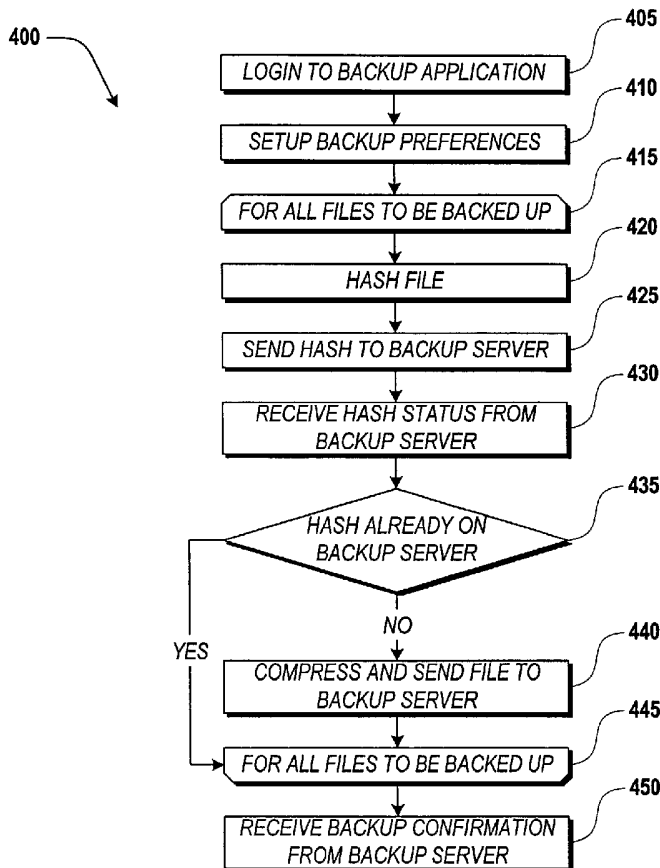 400
405
LOGIN TO BACKUP APPLICATION
410
SETUP BACKUP PREFERENCES
415
FOR ALL FILES TO BE BACKED UP
420
HASH FILE
425
SEND HASH TO BACKUP SERVER
430
RECEIVE HASH STATUS FROM
BACKUP SERVER
435
HASH ALREADY ON
BACKUP SERVER
NO
YES
440
COMPRESS AND SEND FILE TO
BACKUP SERVER
445
FOR ALL FILES TO BE BACKED UP
450
RECEIVE BACKUP CONFIRMATION
FROM BACKUP SERVER